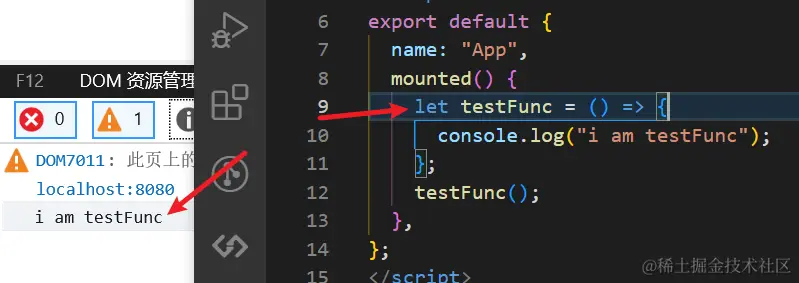 F12
DOM 资源管理
0
1
DOM7011: 此页上的
localhost:8080
i am testFunc
6 export default {
7 name: "App",
8 mounted() {
9 let testFunc = () => {
10 console.log("i am testFunc");
11 };
12 testFunc();
13 },
14 };
15 </script>
@稀土掘金技术社区